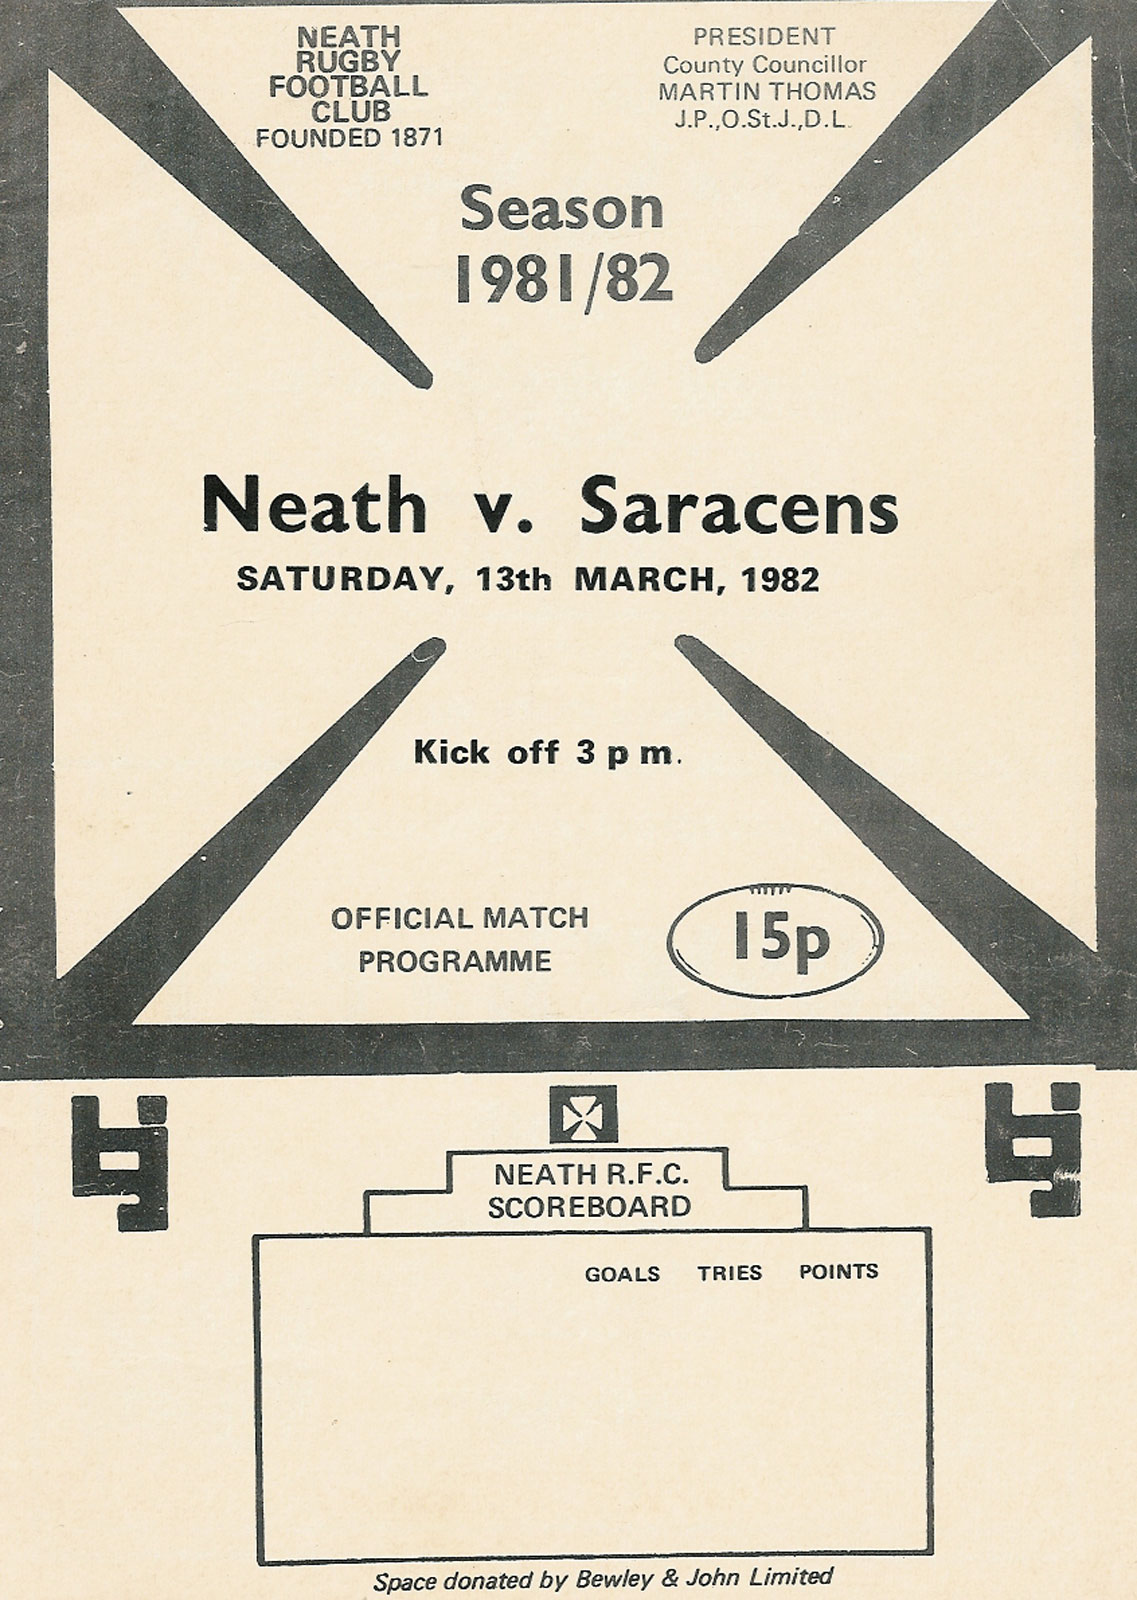 NEATH
RUGBY
FOOTBALL
CLUB
FOUNDED 1871
PRESIDENT
County Councillor
MARTIN THOMAS
J.P.,O.St.J.,D.L.
Season
1981/82
Neath v. Saracens
SATURDAY, 13th MARCH, 1982
Kick off 3 p m.
OFFICIAL MATCH
PROGRAMME
15p
NEATH R.F.C.
SCOREBOARD
GOALS TRIES POINTS
Space donated by Bewley & John Limited